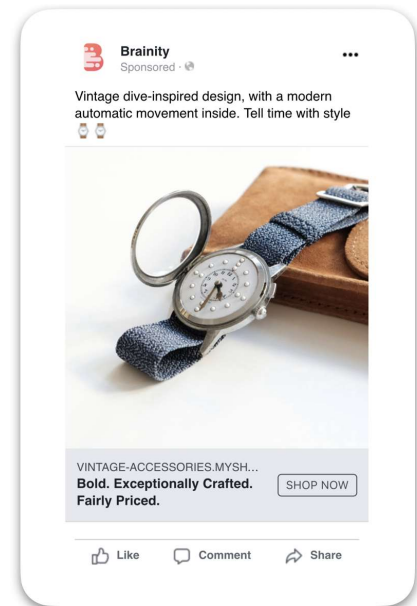 Brainity
Sponsored ·
Vintage dive-inspired design, with a modern
automatic movement inside. Tell time with style
⌚⌚
VINTAGE-ACCESSORIES.MYSH...
Bold. Exceptionally Crafted.
Fairly Priced.
SHOP NOW
Like
Comment
Share